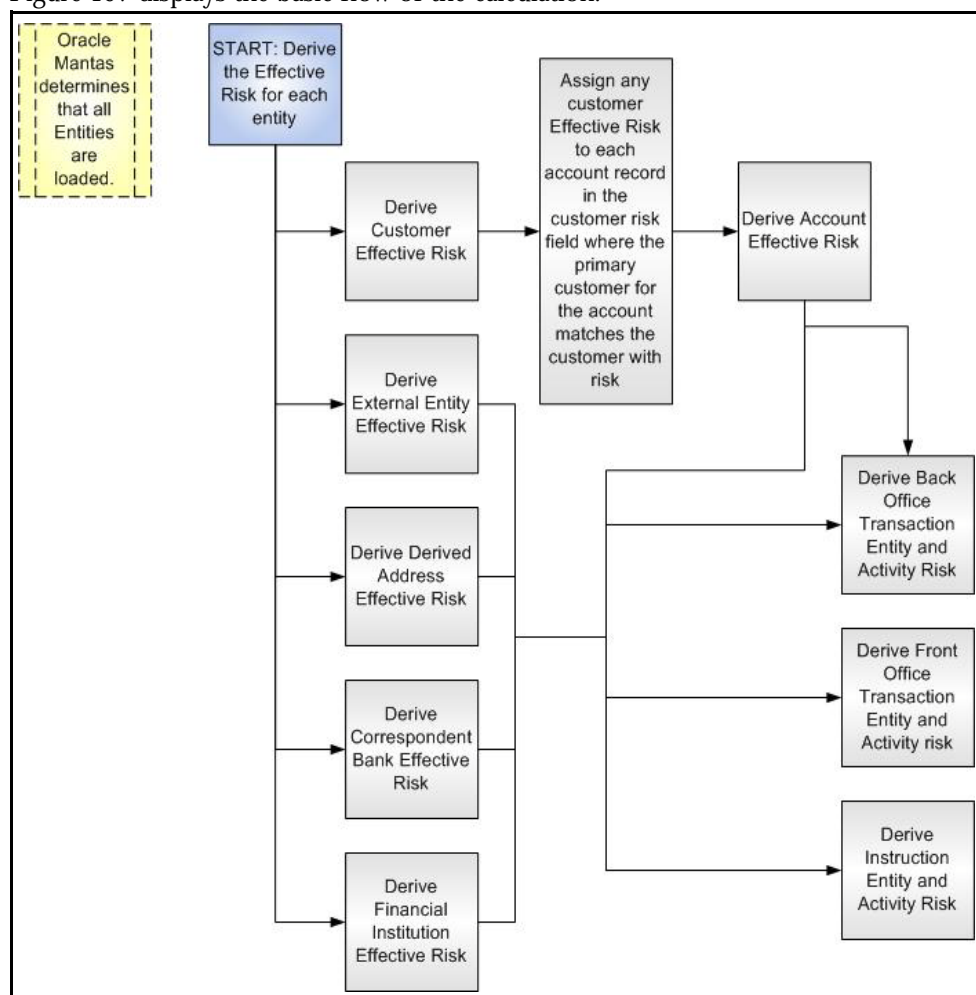 Figure 107 displays the basic flow of the calculation.
Oracle
Mantas
determines
that all
Entities
are
loaded.
START: Derive
the Effective
Risk for each
entity
Derive
Customer
Effective Risk
Assign any
customer
Effective Risk
to each
account record
in the
customer risk
field where the
primary
customer for
the account
matches the
customer with
risk
Derive Account
Effective Risk
Derive
External Entity
Effective Risk
Derive Derived
Address
Effective Risk
Derive
Correspondent
Bank Effective
Risk
Derive
Financial
Institution
Effective Risk
Derive Back
Office
Transaction
Entity and
Activity Risk
Derive Front
Office
Transaction
Entity and
Activity risk
Derive
Instruction
Entity and
Activity Risk